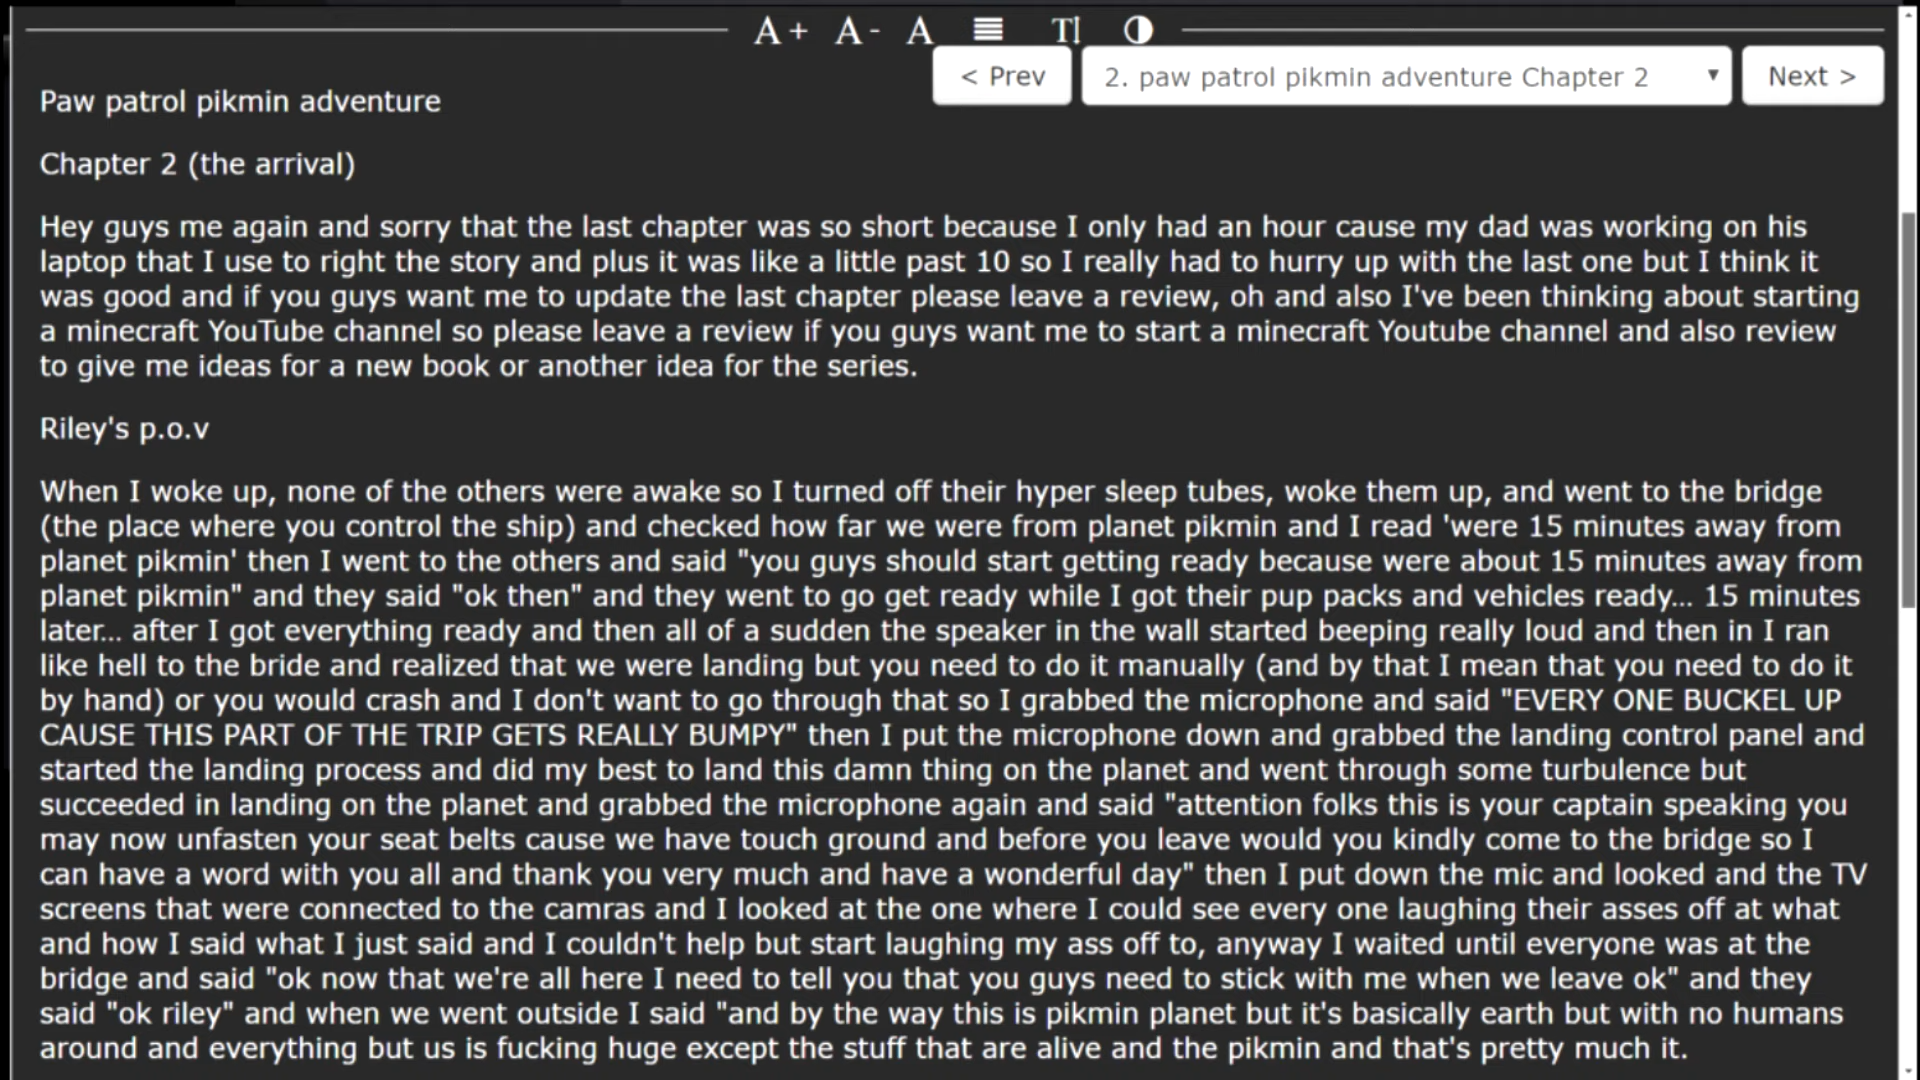 A + A - A T
< Prev 2. paw patrol pikmin adventure Chapter 2 ▼ Next >
Paw patrol pikmin adventure
Chapter 2 (the arrival)
Hey guys me again and sorry that the last chapter was so short because I only had an hour cause my dad was working on his
laptop that I use to right the story and plus it was like a little past 10 so I really had to hurry up with the last one but I think it
was good and if you guys want me to update the last chapter please leave a review, oh and also I've been thinking about starting
a minecraft YouTube channel so please leave a review if you guys want me to start a minecraft Youtube channel and also review
to give me ideas for a new book or another idea for the series.
Riley's p.o.v
When I woke up, none of the others were awake so I turned off their hyper sleep tubes, woke them up, and went to the bridge
(the place where you control the ship) and checked how far we were from planet pikmin and I read 'were 15 minutes away from
planet pikmin' then I went to the others and said "you guys should start getting ready because were about 15 minutes away from
planet pikmin" and they said "ok then" and they went to go get ready while I got their pup packs and vehicles ready... 15 minutes
later... after I got everything ready and then all of a sudden the speaker in the wall started beeping really loud and then in I ran
like hell to the bride and realized that we were landing but you need to do it manually (and by that I mean that you need to do it
by hand) or you would crash and I don't want to go through that so I grabbed the microphone and said "EVERY ONE BUCKEL UP
CAUSE THIS PART OF THE TRIP GETS REALLY BUMPY" then I put the microphone down and grabbed the landing control panel and
started the landing process and did my best to land this damn thing on the planet and went through some turbulence but
succeeded in landing on the planet and grabbed the microphone again and said "attention folks this is your captain speaking you
may now unfasten your seat belts cause we have touch ground and before you leave would you kindly come to the bridge so I
can have a word with you all and thank you very much and have a wonderful day" then I put down the mic and looked and the TV
screens that were connected to the camras and I looked at the one where I could see every one laughing their asses off at what
and how I said what I just said and I couldn't help but start laughing my ass off to, anyway I waited until everyone was at the
bridge and said "ok now that we're all here I need to tell you that you guys need to stick with me when we leave ok" and they
said "ok riley" and when we went outside I said "and by the way this is pikmin planet but it's basically earth but with no humans
around and everything but us is fucking huge except the stuff that are alive and the pikmin and that's pretty much it.